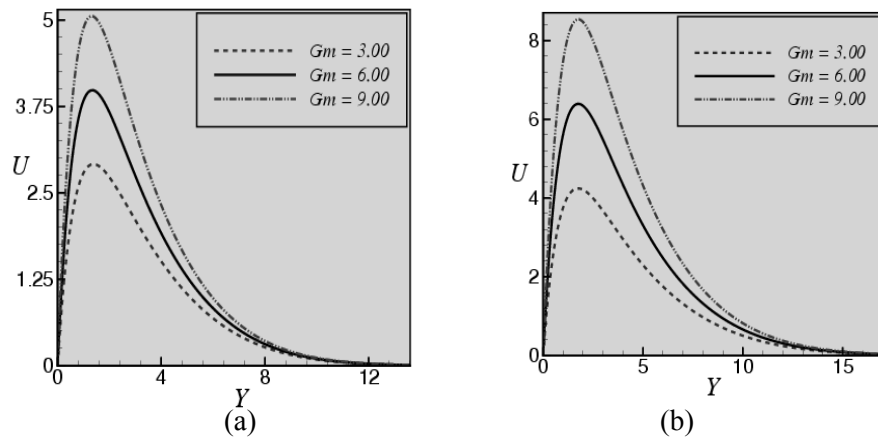 5
3.75
U
2.5
1.25
0
0
4
8
12
Y
Gm = 3.00
Gm = 6.00
Gm = 9.00
(a)
8
6
U
4
2
0
0
5
10
15
Y
Gm = 3.00
Gm = 6.00
Gm = 9.00
(b)